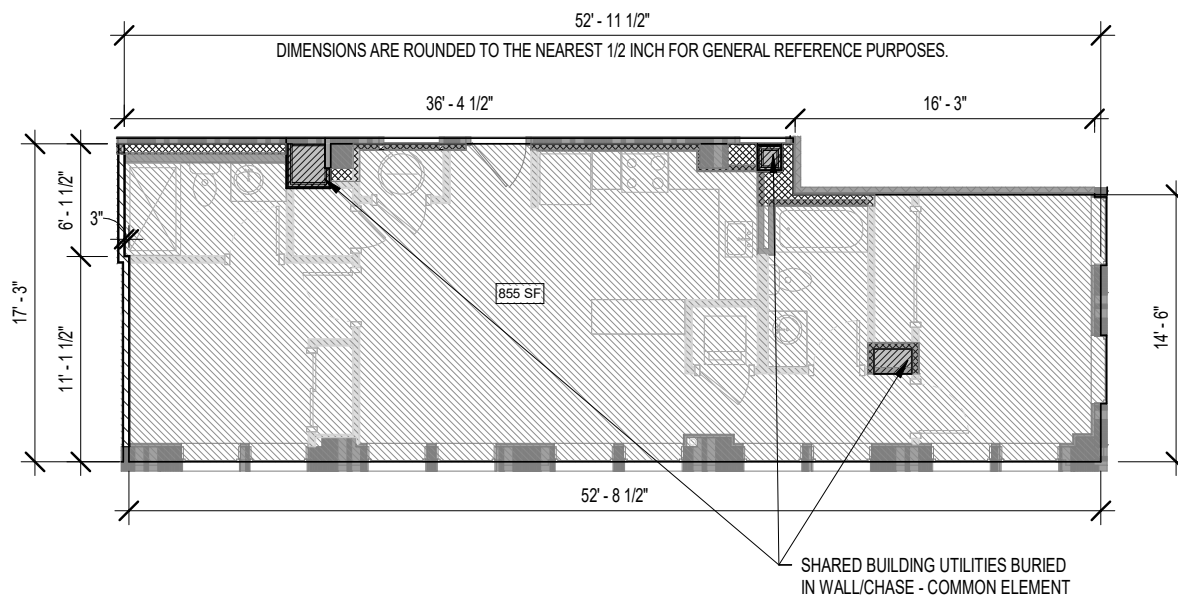 52' - 11 1/2"
DIMENSIONS ARE ROUNDED TO THE NEAREST 1/2 INCH FOR GENERAL REFERENCE PURPOSES.
36' - 4 1/2"
16' - 3"
6' - 1 1/2"
3"
17' - 3"
855 SF
14' - 6"
11' - 1 1/2"
52' - 8 1/2"
SHARED BUILDING UTILITIES BURIED
IN WALL/CHASE - COMMON ELEMENT